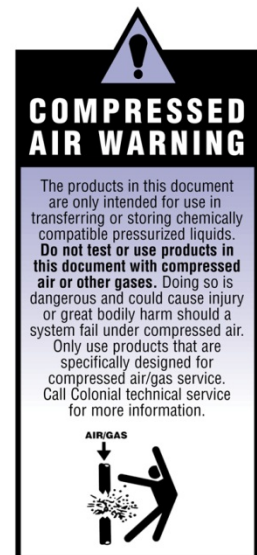 COMPRESSED
AIR WARNING
The products in this document
are only intended for use in
transferring or storing chemically
compatible pressurized liquids.
Do not test or use products in
this document with compressed
air or other gases. Doing so is
dangerous and could cause injury
or great bodily harm should a
system fail under compressed air.
Only use products that are
specifically designed for
compressed air/gas service.
Call Colonial technical service
for more information.
AIR/GAS